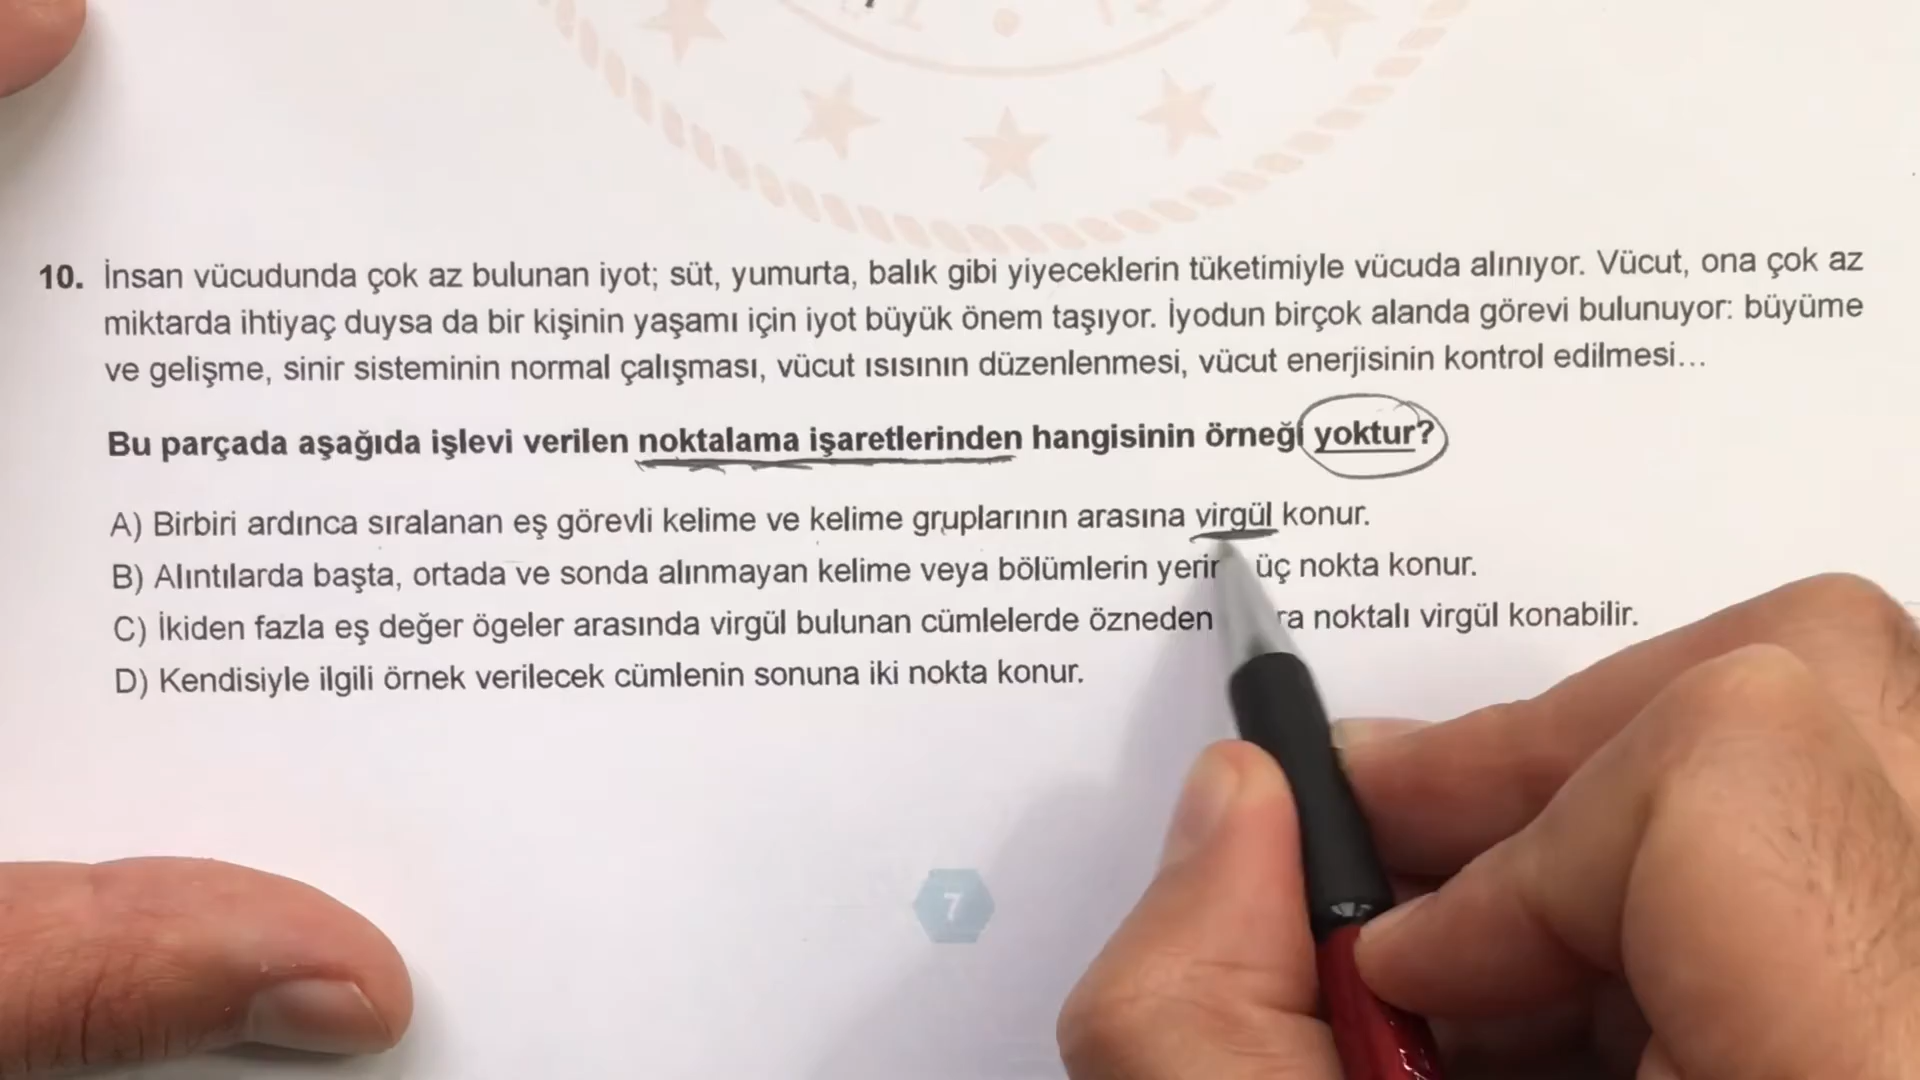 10. İnsan vücudunda çok az bulunan iyot; süt, yumurta, balık gibi yiyeceklerin tüketimiyle vücuda alınıyor. Vücut, ona çok az
miktarda ihtiyaç duysa da bir kişinin yaşamı için iyot büyük önem taşıyor. İyodun birçok alanda görevi bulunuyor: büyüme
ve gelişme, sinir sisteminin normal çalışması, vücut ısısının düzenlenmesi, vücut enerjisinin kontrol edilmesi...
Bu parçada aşağıda işlevi verilen noktalama işaretlerinden hangisinin örneği yoktur?
A) Birbiri ardınca sıralanan eş görevli kelime ve kelime gruplarının arasına virgül konur.
B) Alıntılarda başta, ortada ve sonda alınmayan kelime veya bölümlerin üç nokta konur.
C) İkiden fazla eş değer ögeler arasında virgül bulunan cümlelerde özneden noktalı virgül konabilir.
D) Kendisiyle ilgili örnek verilecek cümlenin sonuna iki nokta konur.
7